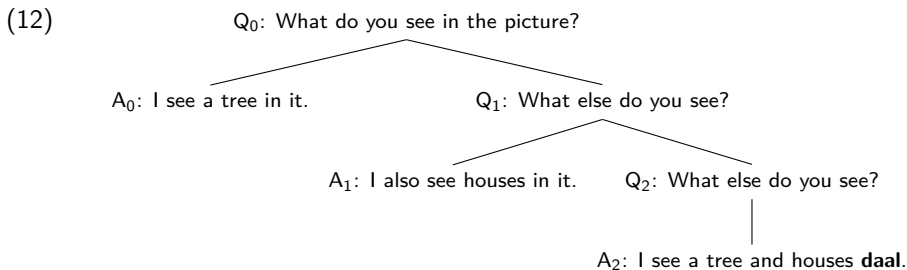 (12) Q₀: What do you see in the picture?
A₀: I see a tree in it. Q₁: What else do you see?
A₁: I also see houses in it. Q₂: What else do you see?
A₂: I see a tree and houses daal.